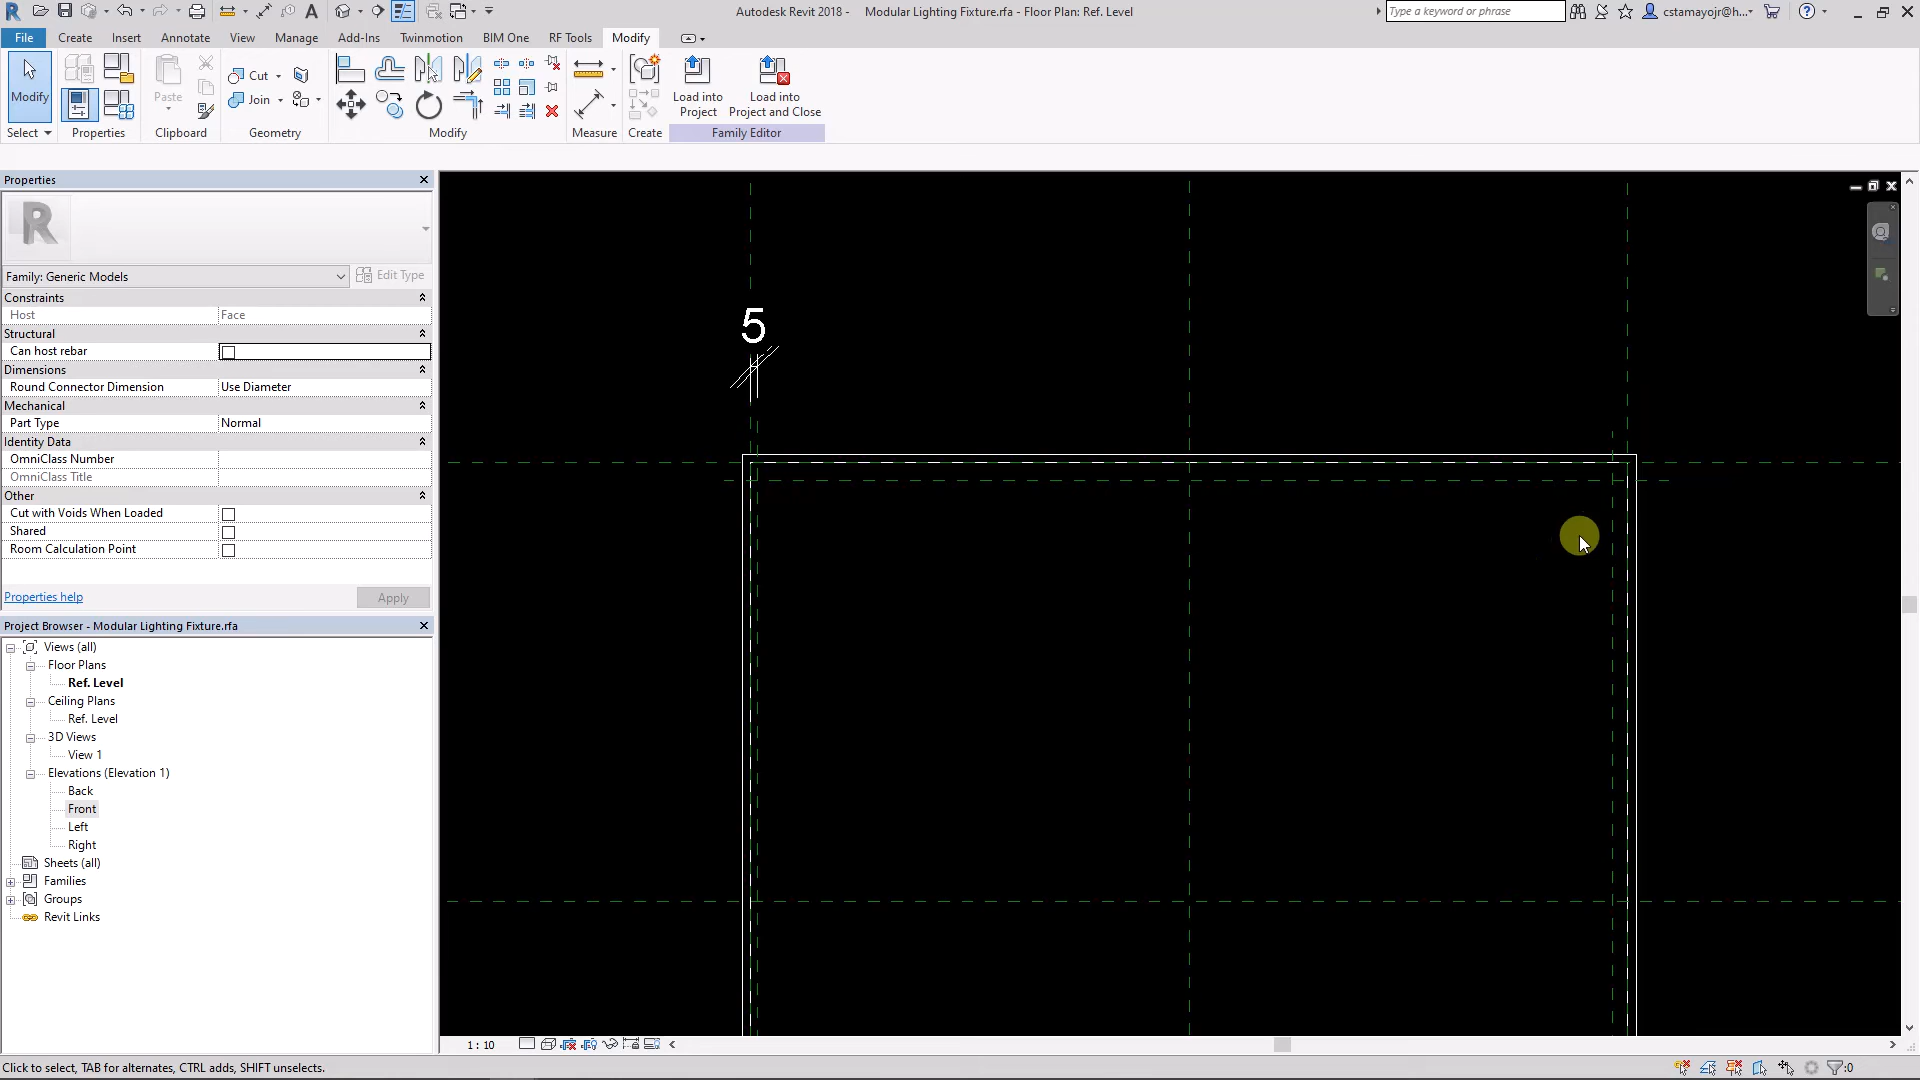 Autodesk Revit 2018 -     Modular Lighting Fixture.rfa - Floor Plan: Ref. Level
Type a keyword or phrase
cstamayojr@h...
File Create Insert Annotate View Manage Add-Ins Twinmotion BIM One RF Tools Modify
Modify
Paste
Cut
Join
Load into Project
Load into Project and Close
Select Properties Clipboard Geometry Modify Measure Create Family Editor
Properties
R
Family: Generic Models
Edit Type
Constraints
Host Face
Structural
Can host rebar
Dimensions
Round Connector Dimension Use Diameter
Mechanical
Part Type Normal
Identity Data
OmniClass Number
OmniClass Title
Other
Cut with Voids When Loaded
Shared
Room Calculation Point
Properties help
Apply
Project Browser - Modular Lighting Fixture.rfa
Views (all)
Floor Plans
Ref. Level
Ceiling Plans
Ref. Level
3D Views
View 1
Elevations (Elevation 1)
Back
Front
Left
Right
Sheets (all)
Families
Groups
Revit Links
5
1 : 10
Click to select, TAB for alternates, CTRL adds, SHIFT unselects.
:0